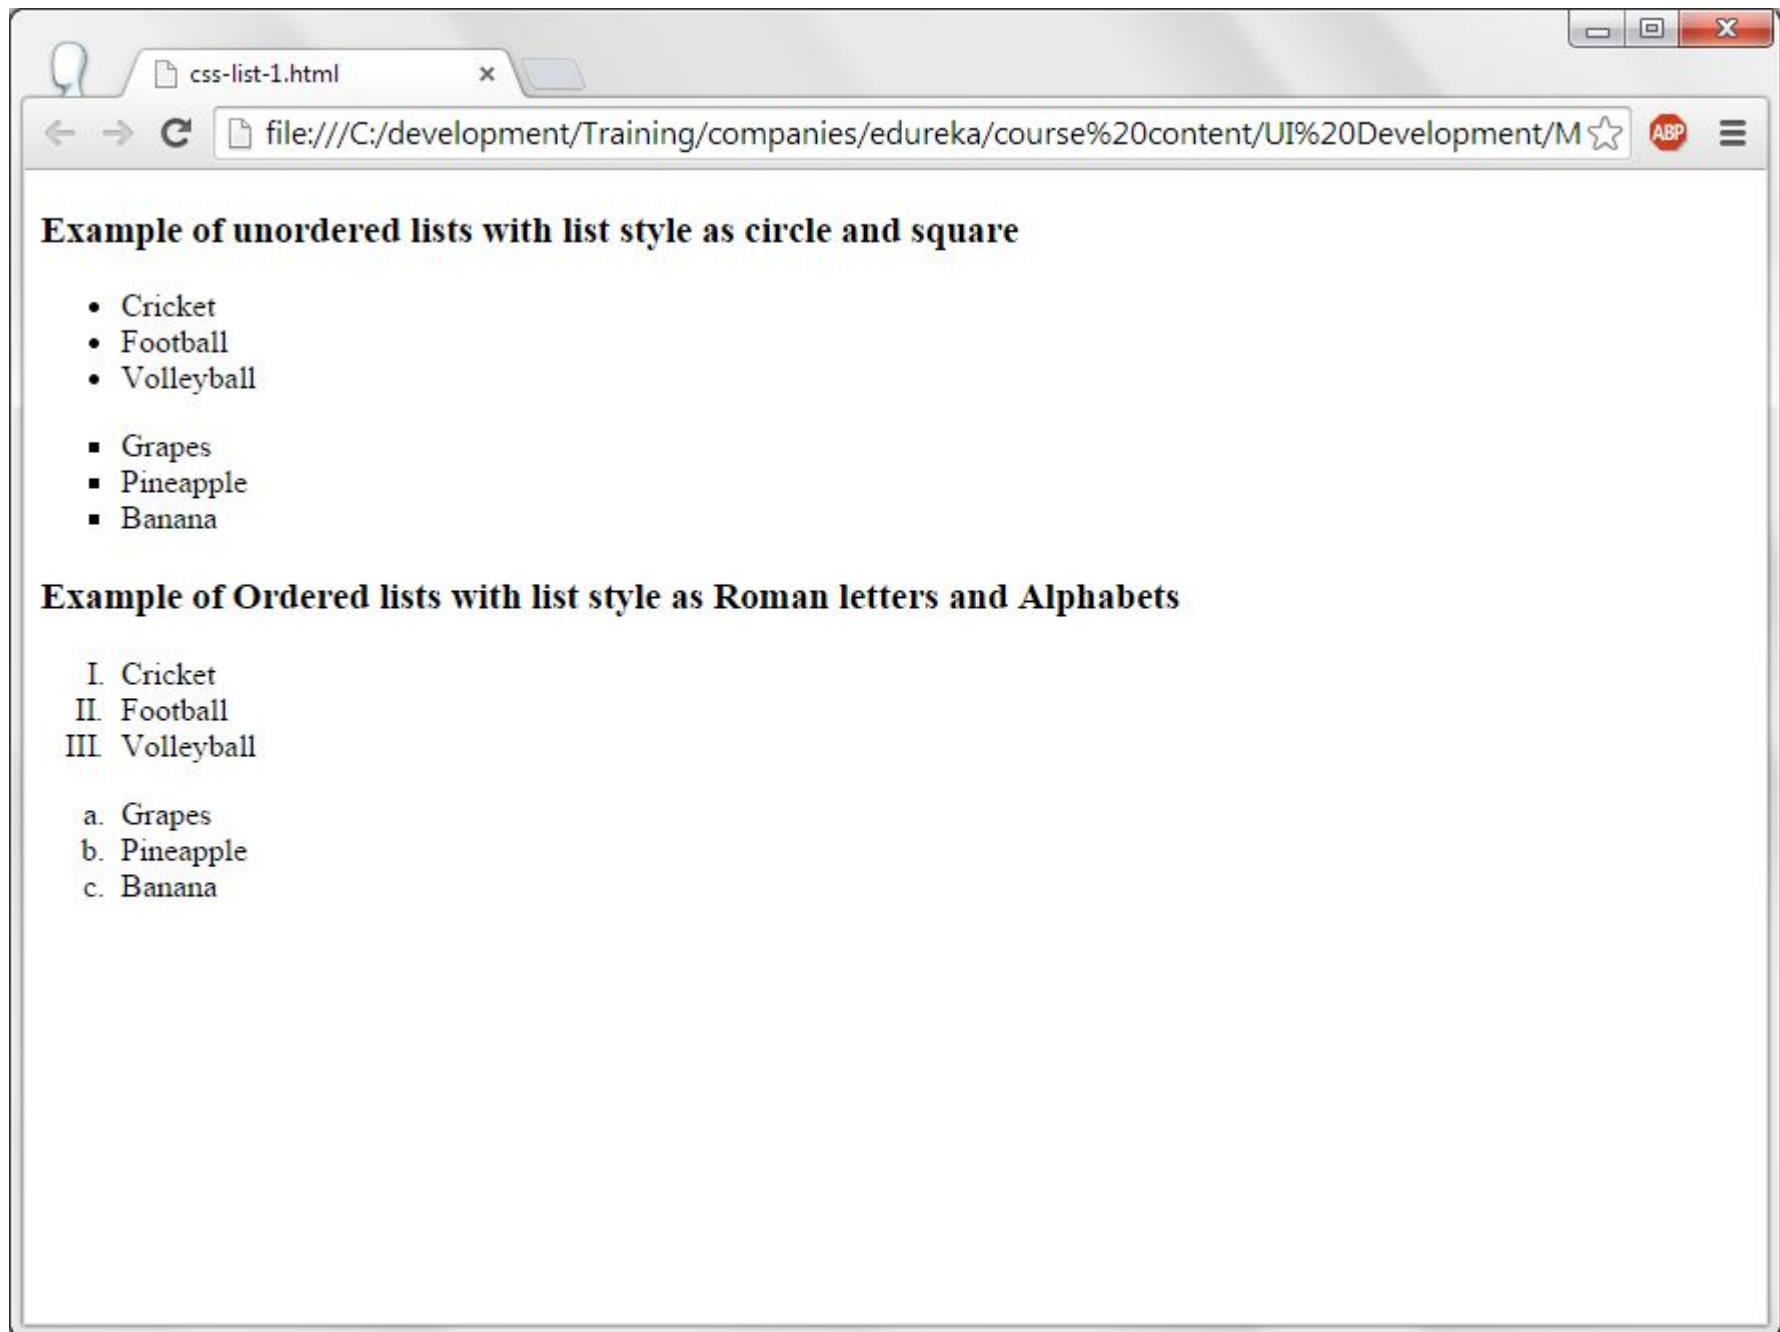 css-list-1.html
file:///C:/development/Training/companies/edureka/course%20content/UI%20Development/M
ABP
Example of unordered lists with list style as circle and square
• Cricket
• Football
• Volleyball
▪ Grapes
▪ Pineapple
▪ Banana
Example of Ordered lists with list style as Roman letters and Alphabets
I. Cricket
II. Football
III. Volleyball
a. Grapes
b. Pineapple
c. Banana